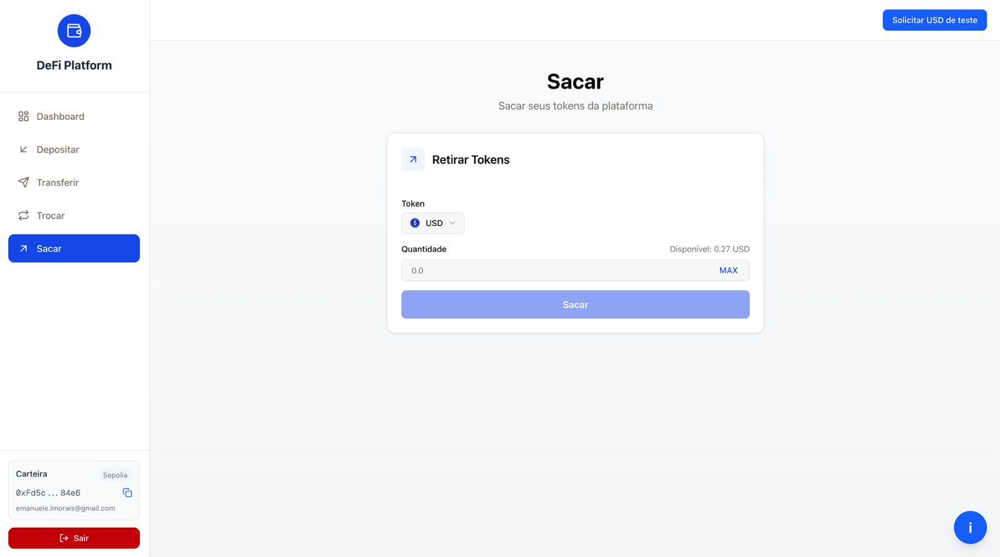 DeFi Platform
Dashboard
Depositar
Transferir
Trocar
Sacar
Carteira
Sepolia
0xFd5c ... 84e6
emanuele.lmorais@gmail.com
Sair
Solicitar USD de teste
Sacar
Sacar seus tokens da plataforma
Retirar Tokens
Token
$ USD
Quantidade
Disponível: 0.27 USD
0.0
MAX
Sacar
i